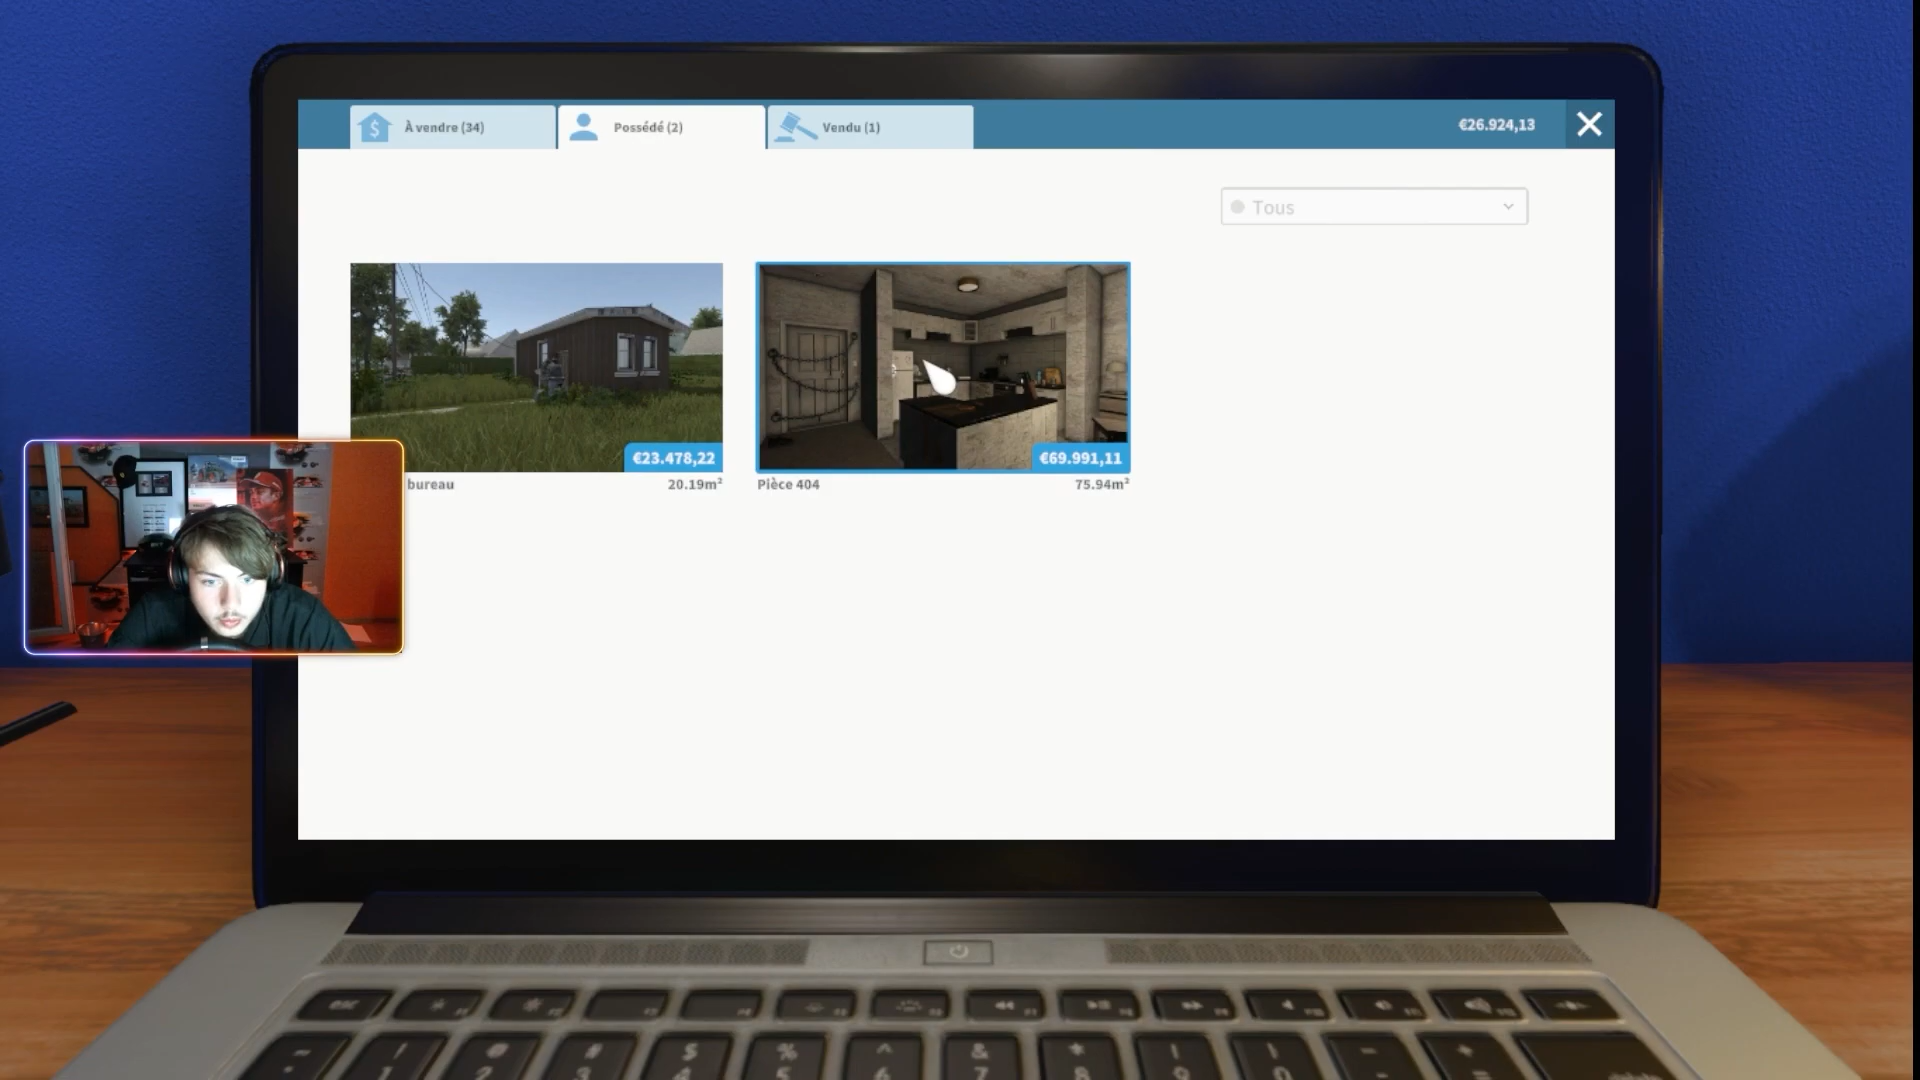 À vendre (34)
Possédé (2)
Vendu (1)
€26.924,13
Tous
€23.478,22
bureau
20.19m²
€69.991,11
Pièce 404
75.94m²
esc